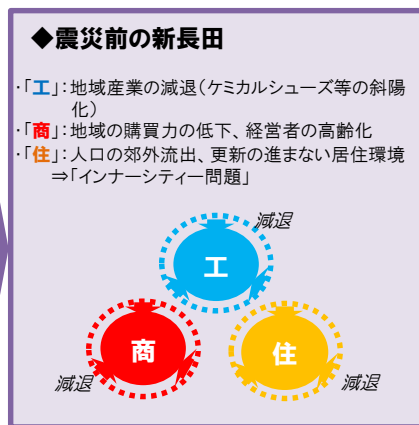 ◆震災前の新長田
・「工」：地域産業の減退（ケミカルシューズ等の斜陽
化）
・「商」：地域の購買力の低下、経営者の高齢化
・「住」：人口の郊外流出、更新の進まない居住環境
⇒「インナーシティー問題」
減退
工
商
住
減退
減退